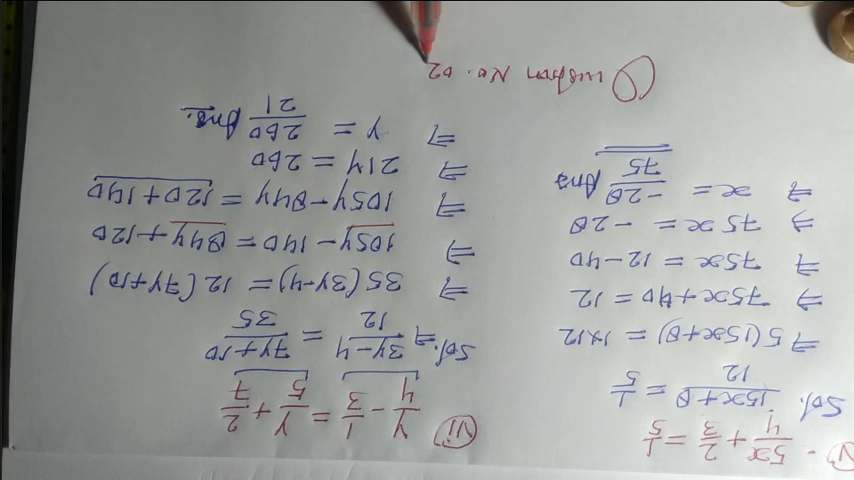 V. 5x/4 + 2/3 = 1/5
Sol. 15x+8/12 = 1/5
⇒ 5(15x+8) = 1×12
⇒ 75x+40 = 12
⇒ 75x = 12-40
⇒ 75x = -28
⇒ x = -28/75 Ans
vi) Y/4 - 1/3 = Y/5 + 2/7
Sol. ⇒ 3Y-4/12 = 7Y+10/35
⇒ 35(3Y-4) = 12(7Y+10)
⇒ 105Y-140 = 84Y+120
⇒ 105Y-84Y = 120+140
⇒ 21Y = 260
⇒ Y = 260/21 Ans.
Question No. 02